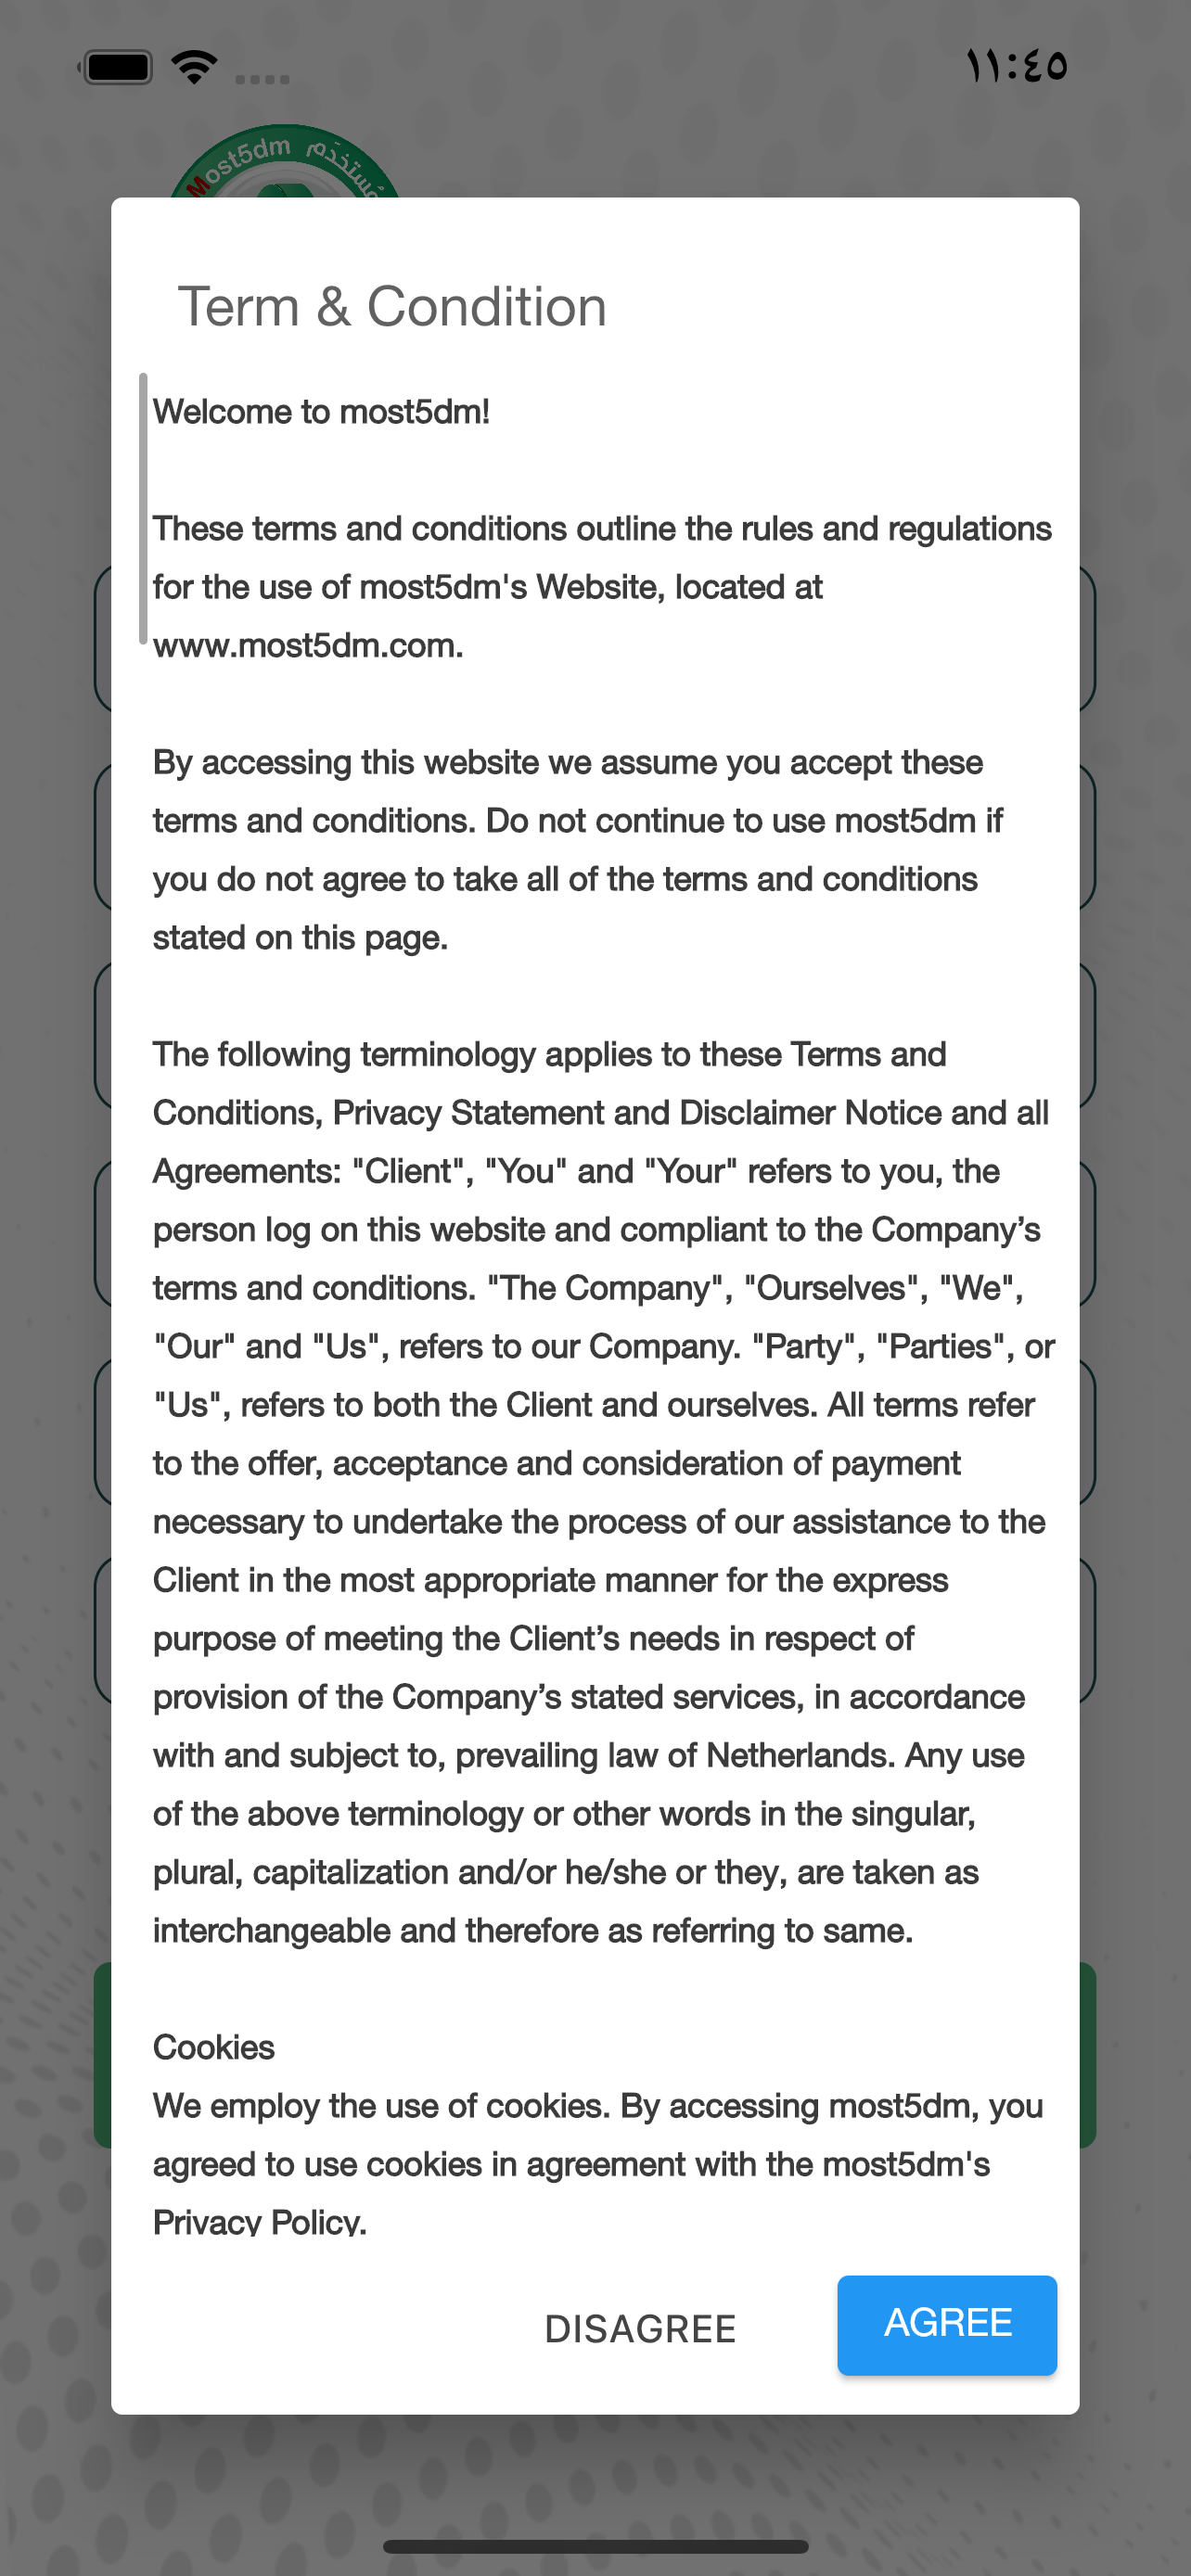 ١١:٤٥
Most5dm مستخدم
Term & Condition
Welcome to most5dm!
These terms and conditions outline the rules and regulations
for the use of most5dm's Website, located at
www.most5dm.com.
By accessing this website we assume you accept these
terms and conditions. Do not continue to use most5dm if
you do not agree to take all of the terms and conditions
stated on this page.
The following terminology applies to these Terms and
Conditions, Privacy Statement and Disclaimer Notice and all
Agreements: "Client", "You" and "Your" refers to you, the
person log on this website and compliant to the Company’s
terms and conditions. "The Company", "Ourselves", "We",
"Our" and "Us", refers to our Company. "Party", "Parties", or
"Us", refers to both the Client and ourselves. All terms refer
to the offer, acceptance and consideration of payment
necessary to undertake the process of our assistance to the
Client in the most appropriate manner for the express
purpose of meeting the Client’s needs in respect of
provision of the Company’s stated services, in accordance
with and subject to, prevailing law of Netherlands. Any use
of the above terminology or other words in the singular,
plural, capitalization and/or he/she or they, are taken as
interchangeable and therefore as referring to same.
Cookies
We employ the use of cookies. By accessing most5dm, you
agreed to use cookies in agreement with the most5dm's
Privacy Policy.
DISAGREE
AGREE